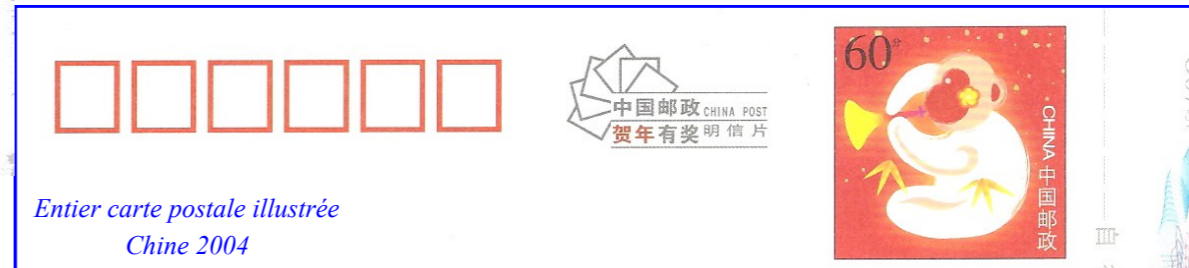 中国邮政 CHINA POST
贺年有奖 明信片
60分
CHINA 中国邮政
Entier carte postale illustrée
Chine 2004